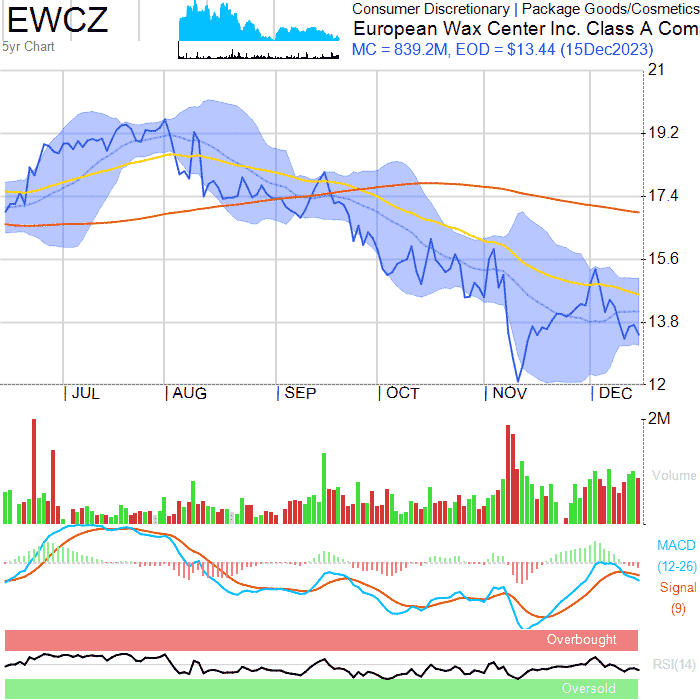 EWCZ
5yr Chart
Consumer Discretionary | Package Goods/Cosmetics
European Wax Center Inc. Class A Com
MC = 839.2M, EOD = $13.44 (15Dec2023)
21
19.2
17.4
15.6
13.8
12
| JUL | AUG | SEP | OCT | NOV | DEC
2M
Volume
MACD
(12-26)
Signal
(9)
Overbought
RSI(14)
Oversold